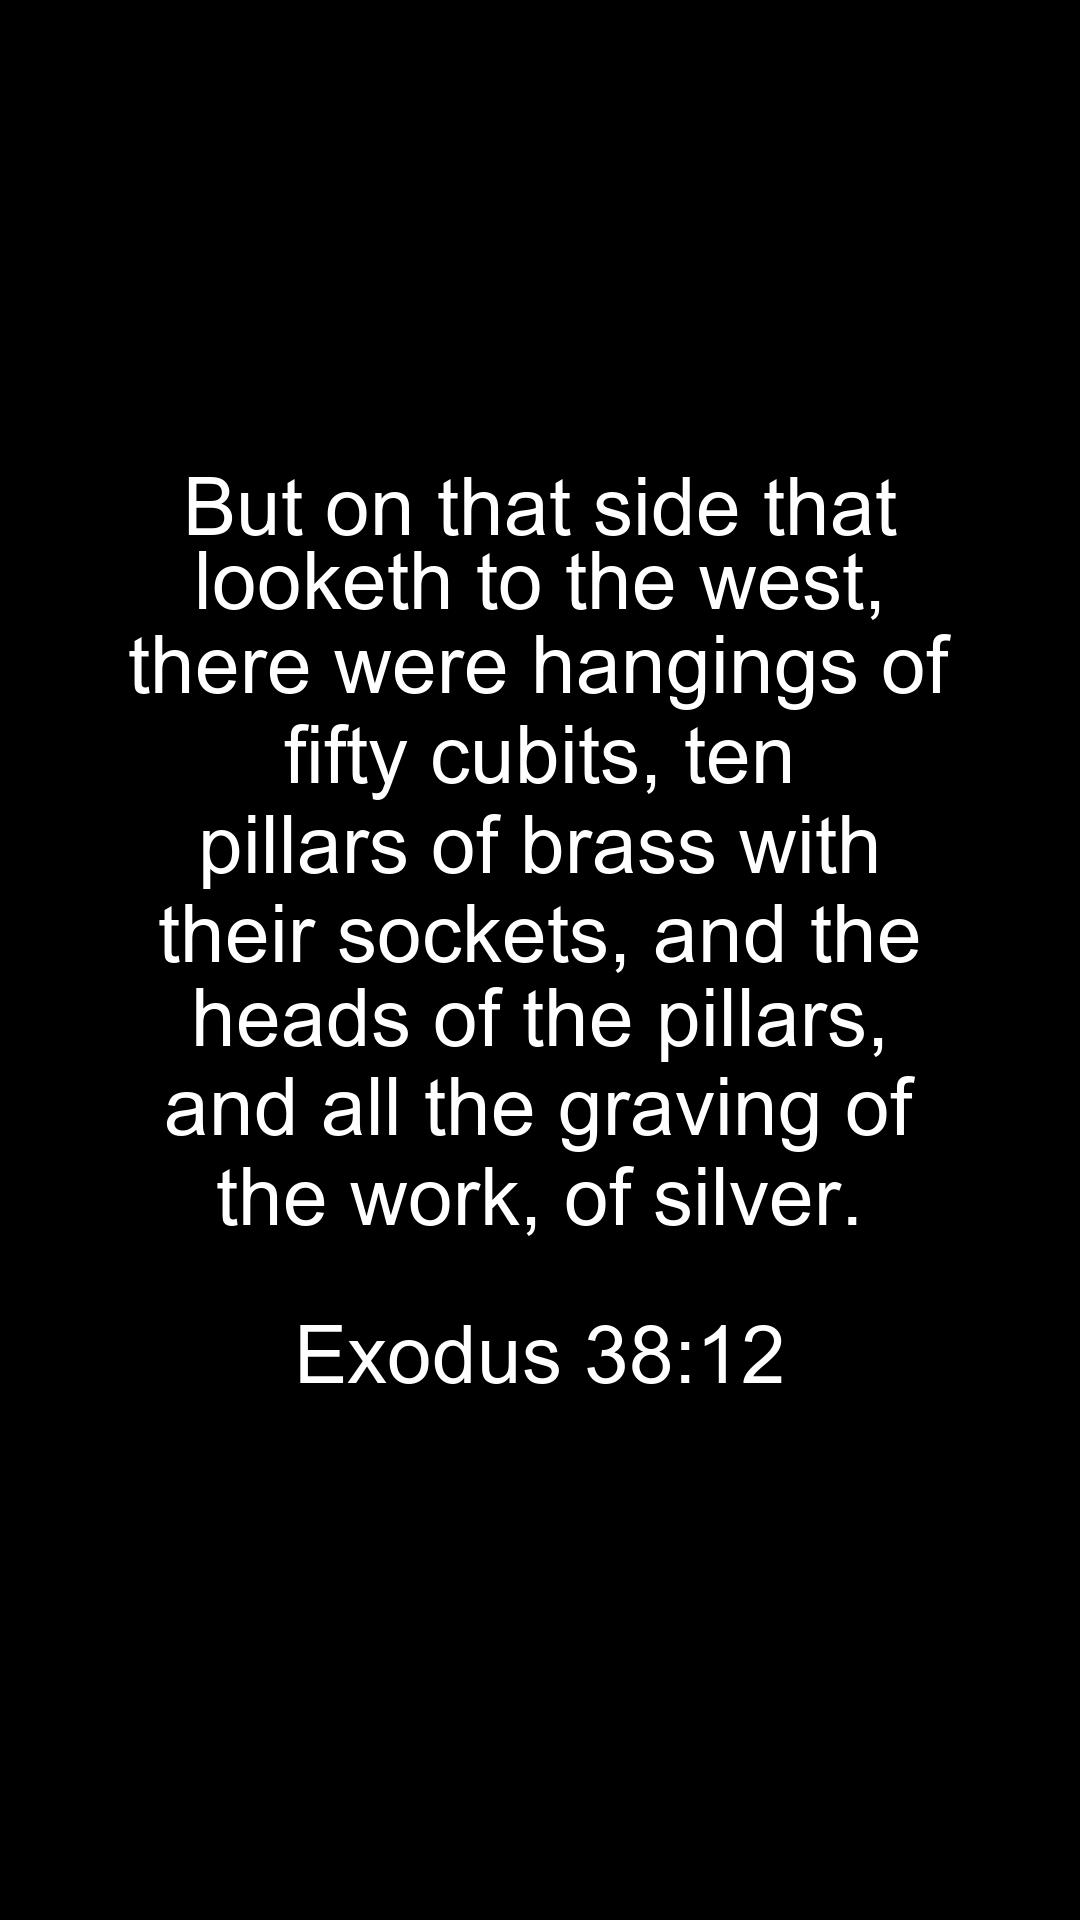 But on that side that
looketh to the west,
there were hangings of
fifty cubits, ten
pillars of brass with
their sockets, and the
heads of the pillars,
and all the graving of
the work, of silver.
Exodus 38:12